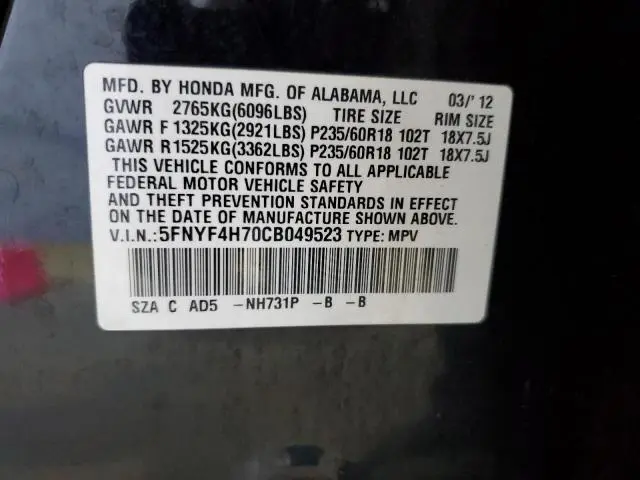 MFD. BY HONDA MFG. OF ALABAMA, LLC 03/'12
GVWR 2765KG(6096LBS) TIRE SIZE RIM SIZE
GAWR F 1325KG(2921LBS) P235/60R18 102T 18X7.5J
GAWR R1525KG(3362LBS) P235/60R18 102T 18X7.5J
THIS VEHICLE CONFORMS TO ALL APPLICABLE
FEDERAL MOTOR VEHICLE SAFETY
AND THEFT PREVENTION STANDARDS IN EFFECT
ON THE DATE OF MANUFACTURE SHOWN ABOVE.
V.I.N.:5FNYF4H70CB049523 TYPE: MPV
SZA C AD5 -NH731P -B -B